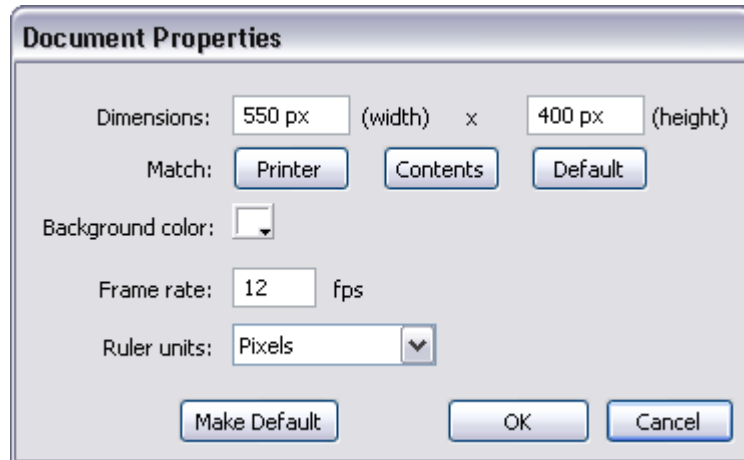 Document Properties
Dimensions: 550 px (width) x 400 px (height)
Match: Printer Contents Default
Background color:
Frame rate: 12 fps
Ruler units: Pixels
Make Default OK Cancel